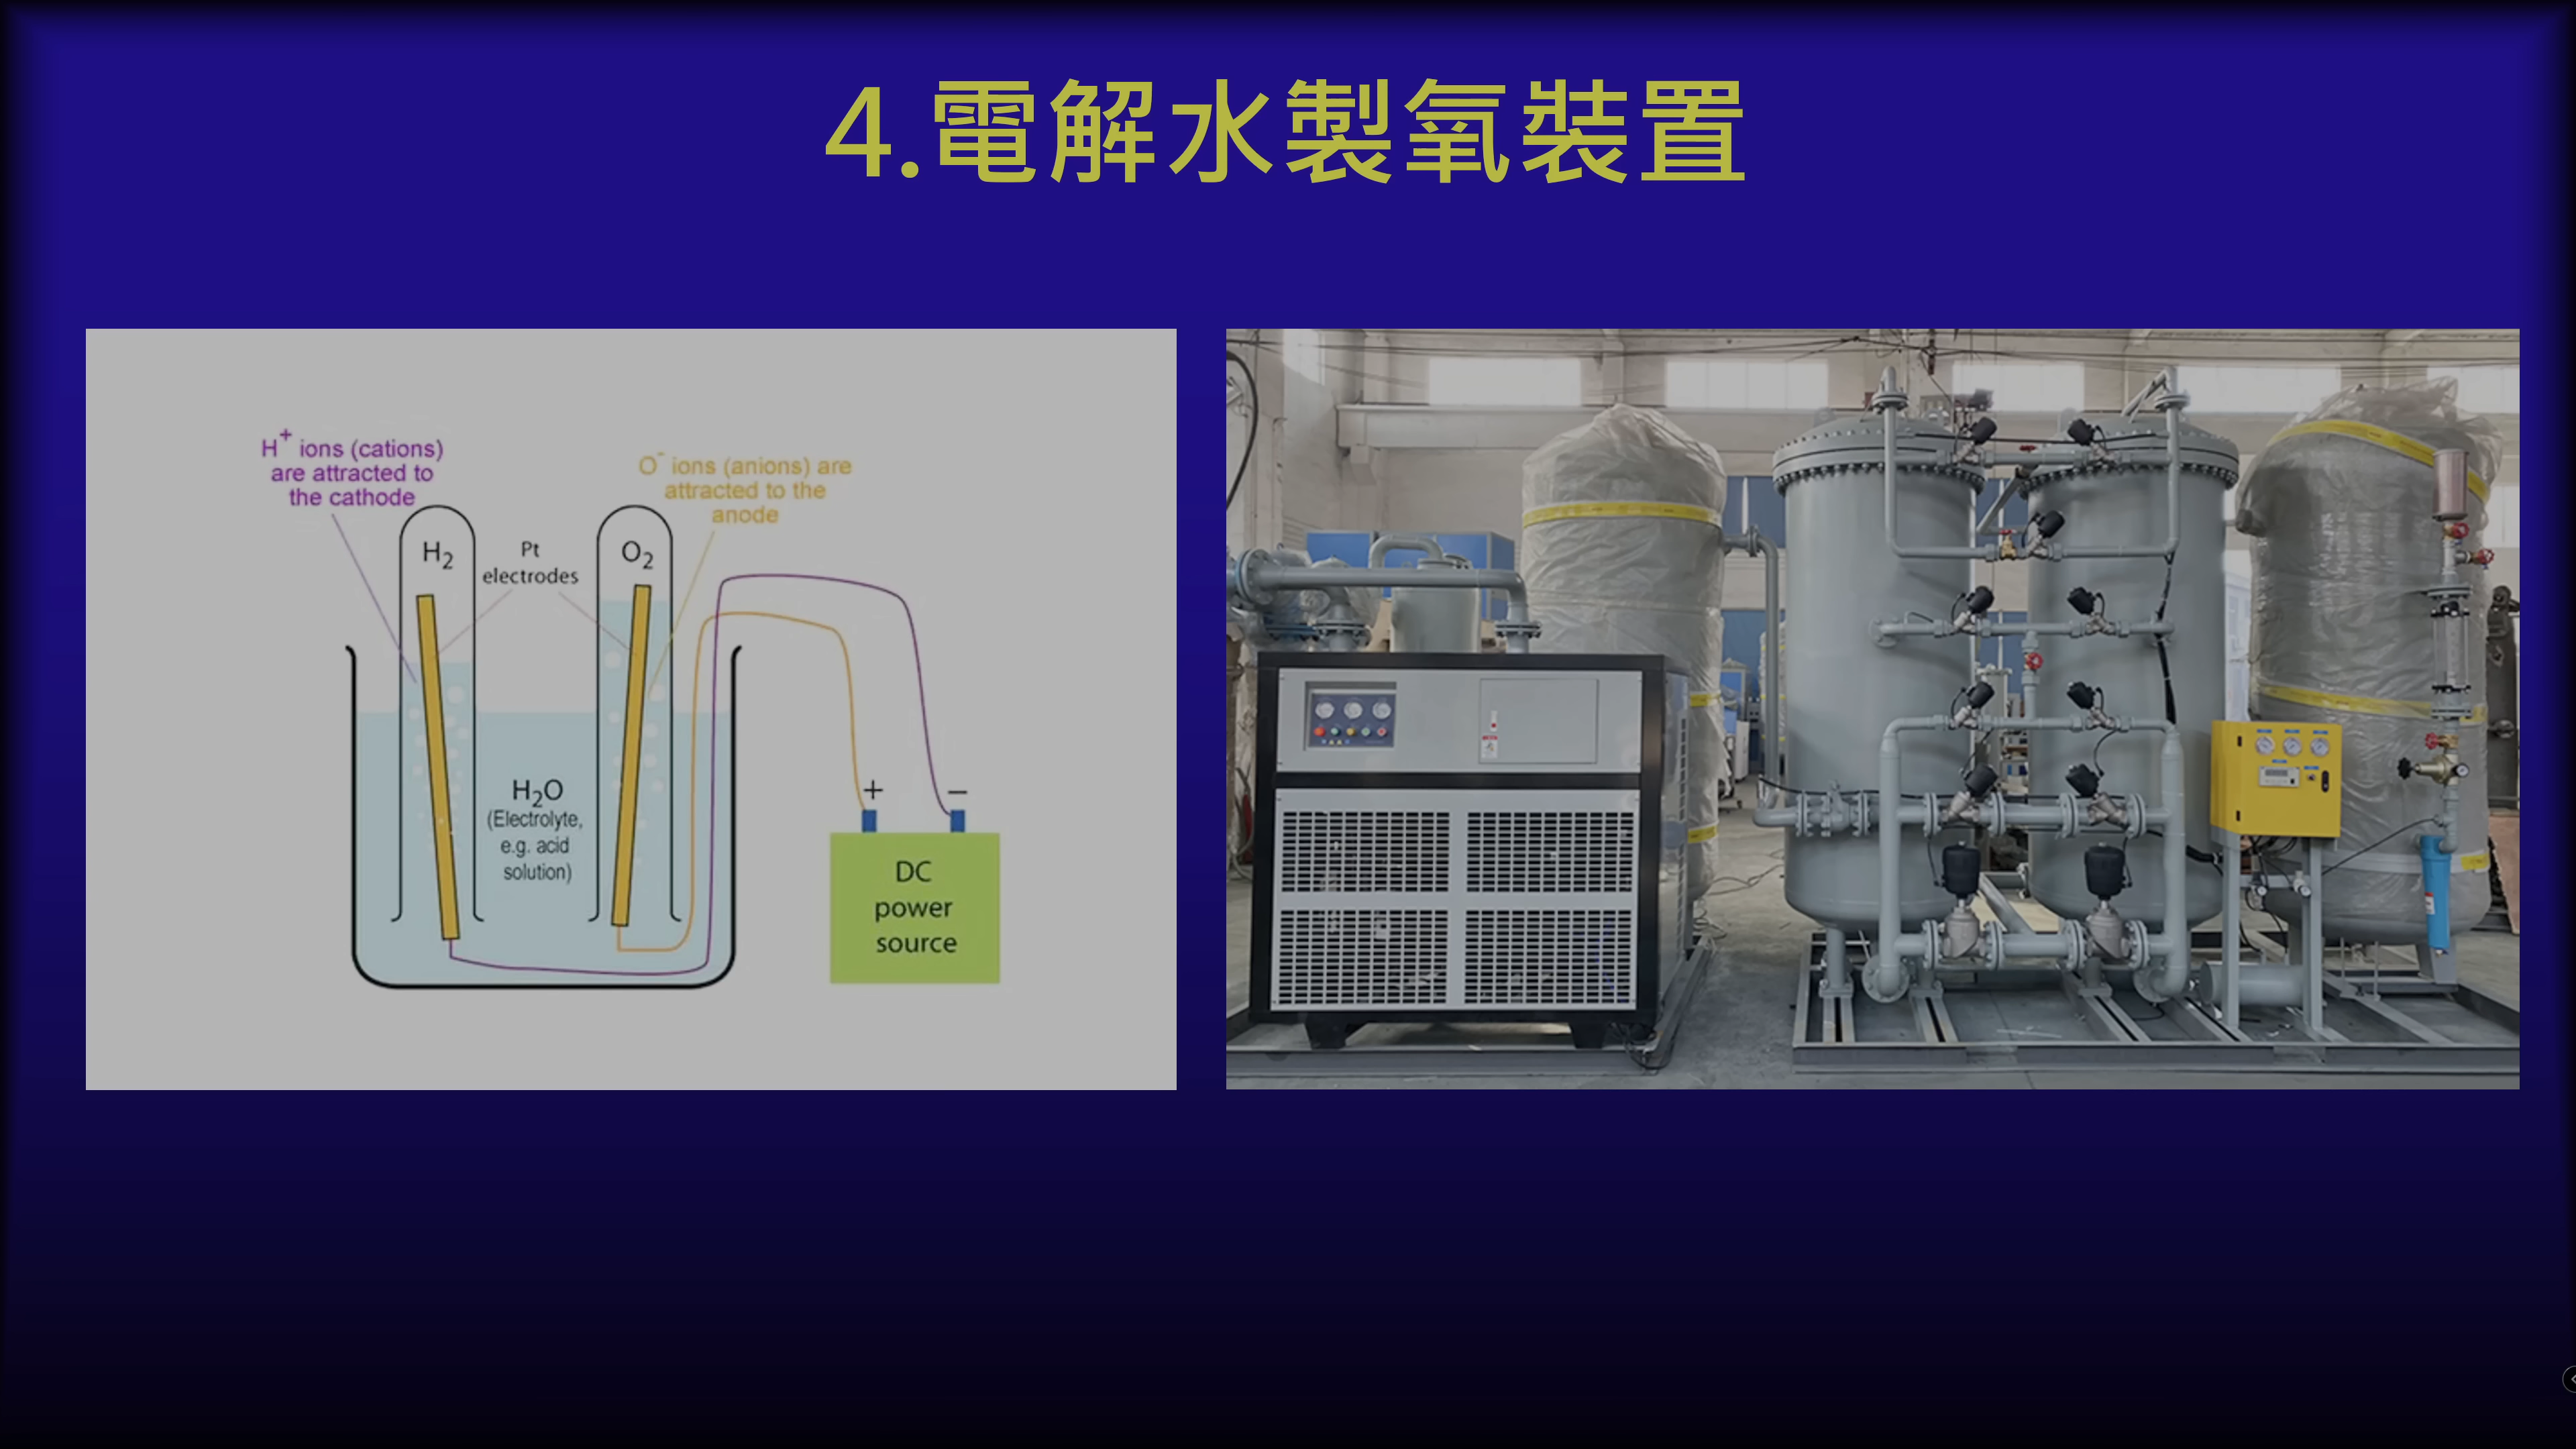 4.電解水製氧裝置
H+ ions (cations)
are attracted to
the cathode
O- ions (anions) are
attracted to the
anode
H2
Pt
electrodes
O2
H2O
(Electrolyte,
e.g. acid
solution)
+
−
DC
power
source